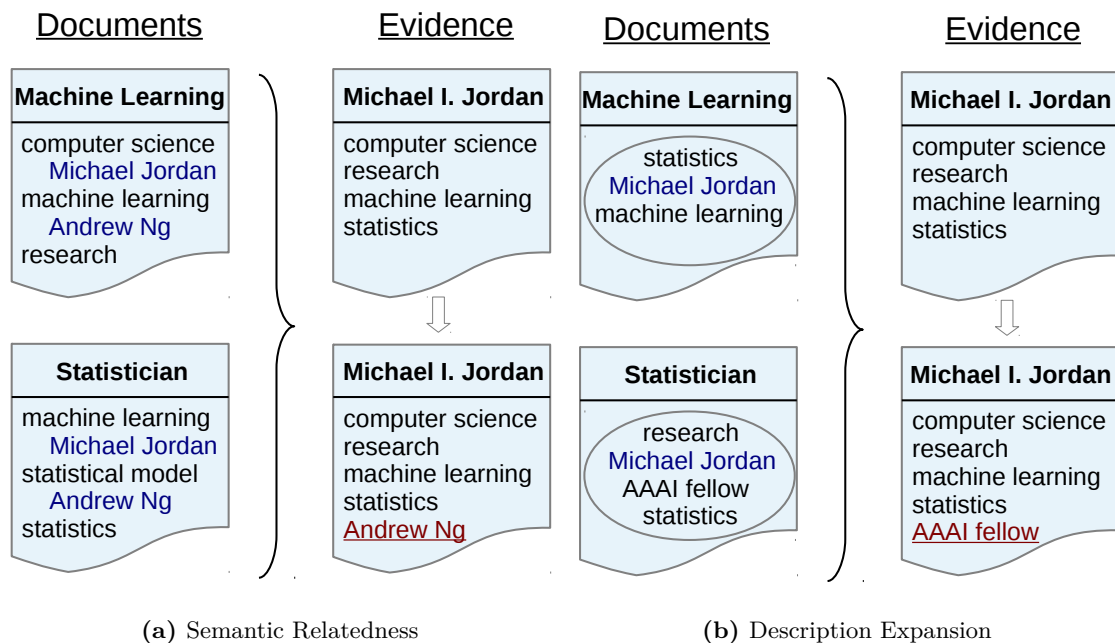 Documents
Evidence
Machine Learning
computer science
Michael Jordan
machine learning
Andrew Ng
research
Statistician
machine learning
Michael Jordan
statistical model
Andrew Ng
statistics
Michael I. Jordan
computer science
research
machine learning
statistics
Michael I. Jordan
computer science
research
machine learning
statistics
Andrew Ng
(a) Semantic Relatedness
Documents
Evidence
Machine Learning
statistics
Michael Jordan
machine learning
Statistician
research
Michael Jordan
AAAI fellow
statistics
Michael I. Jordan
computer science
research
machine learning
statistics
Michael I. Jordan
computer science
research
machine learning
statistics
AAAI fellow
(b) Description Expansion